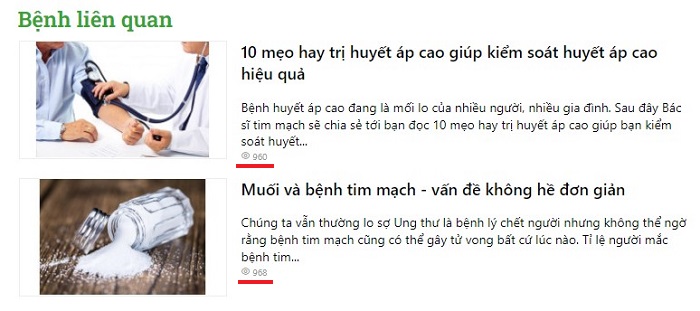 Bệnh liên quan
10 mẹo hay trị huyết áp cao giúp kiểm soát huyết áp cao
hiệu quả
Bệnh huyết áp cao đang là mối lo của nhiều người, nhiều gia đình. Sau đây Bác
sĩ tim mạch sẽ chia sẻ tới bạn đọc 10 mẹo hay trị huyết áp cao giúp bạn kiểm
soát huyết...
960
Muối và bệnh tim mạch - vấn đề không hề đơn giản
Chúng ta vẫn thường lo sợ Ung thư là bệnh lý chết người nhưng không thể ngờ
rằng bệnh tim mạch cũng có thể gây tử vong bất cứ lúc nào. Tỉ lệ người mắc
bệnh tim...
968